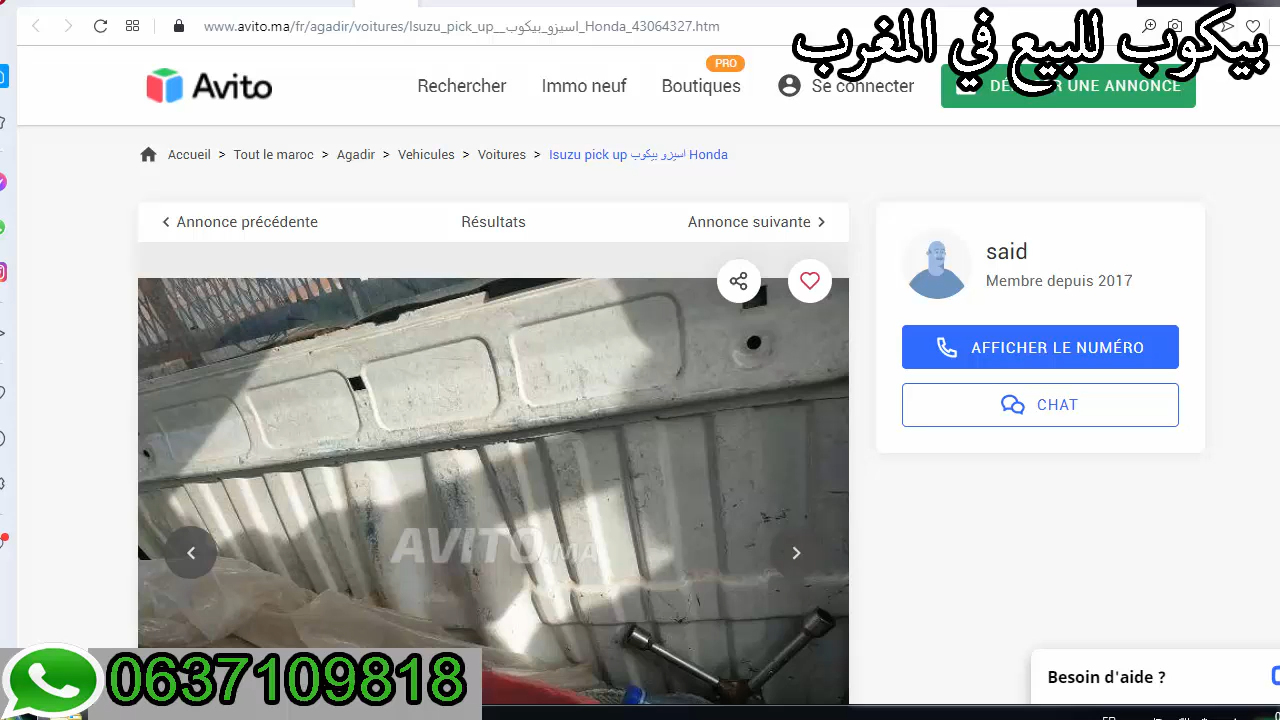 www.avito.ma/fr/agadir/voitures/Isuzu_pick_up__اسيزو_بيكوب_Honda_43064327.htm
بيكوب للبيع في المغرب
Avito
Rechercher
Immo neuf
PRO
Boutiques
Se connecter
UNE ANNONCE
Accueil > Tout le maroc > Agadir > Vehicules > Voitures > Isuzu pick up اسيزو بيكوب Honda
Annonce précédente
Résultats
Annonce suivante
said
Membre depuis 2017
AFFICHER LE NUMÉRO
CHAT
AVITO.MA
0637109818
Besoin d'aide ?